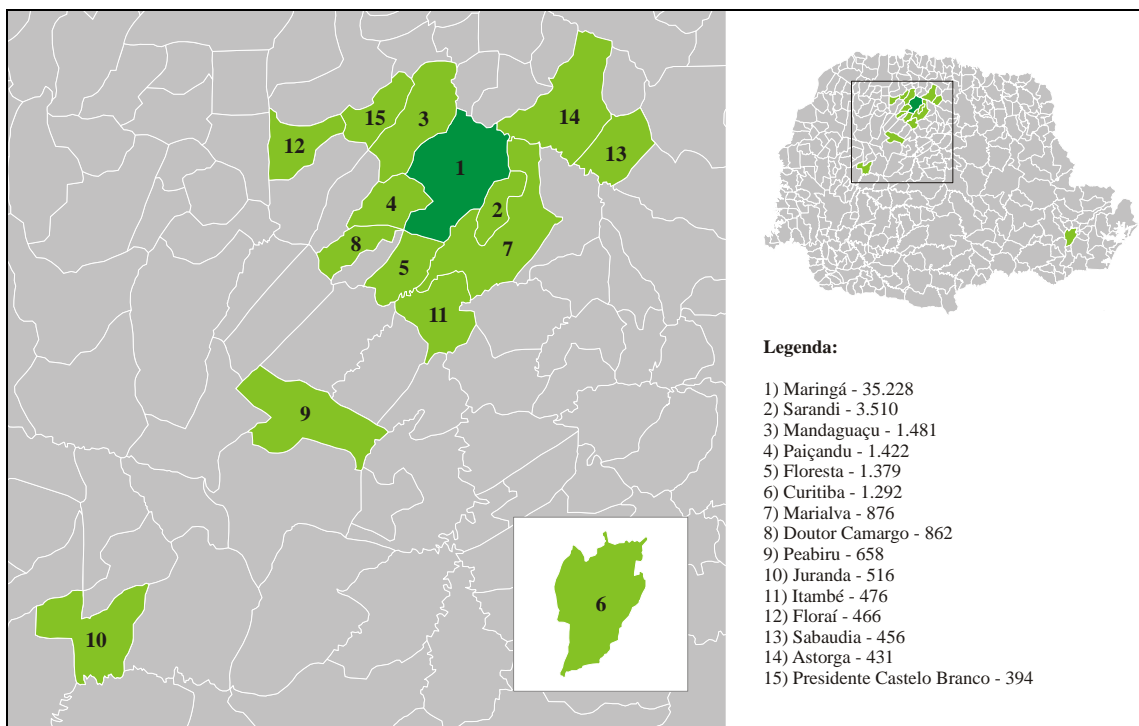 14
15
3
12
13
1
4
2
8
7
5
11
9
6
10
Legenda:
1) Maringá - 35.228
2) Sarandi - 3.510
3) Mandaguaçu - 1.481
4) Paiçandu - 1.422
5) Floresta - 1.379
6) Curitiba - 1.292
7) Marialva - 876
8) Doutor Camargo - 862
9) Peabiru - 658
10) Juranda - 516
11) Itambé - 476
12) Floraí - 466
13) Sabaudia - 456
14) Astorga - 431
15) Presidente Castelo Branco - 394